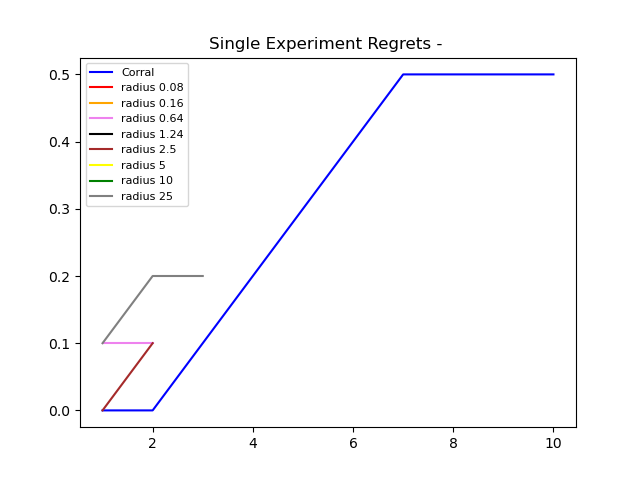 Single Experiment Regrets -
0.5
0.4
0.3
0.2
0.1
0.0
Corral
radius 0.08
radius 0.16
radius 0.64
radius 1.24
radius 2.5
radius 5
radius 10
radius 25
2
4
6
8
10